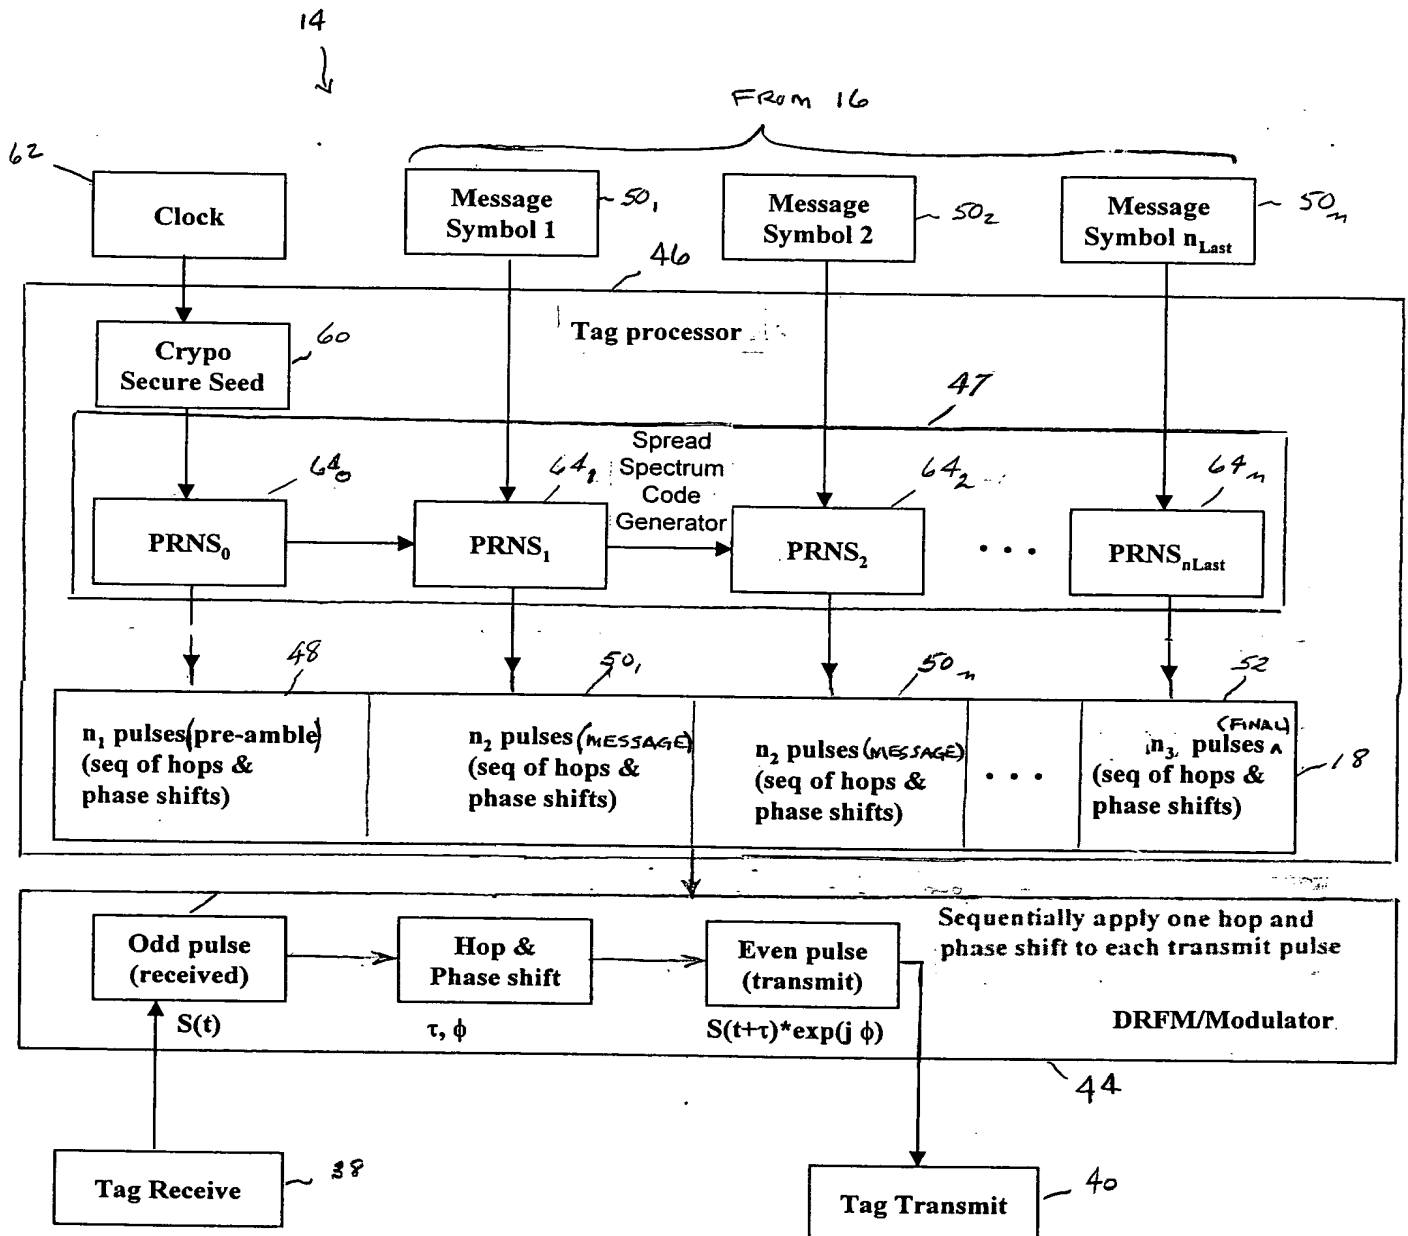 14
FROM 16
62
Clock
Message
Symbol 1
50₁
Message
Symbol 2
50₂
Message
Symbol n_Last
50ₙ
46
Tag processor
Crypo
Secure Seed
60
47
Spread
Spectrum
Code
Generator
64₀
PRNS₀
64₁
PRNS₁
64₂
PRNS₂
• • •
64ₙ
PRNS_nLast
48
50₁
50ₙ
52
n₁ pulses(pre-amble)
(seq of hops &
phase shifts)
n₂ pulses (MESSAGE)
(seq of hops &
phase shifts)
n₂ pulses (MESSAGE)
(seq of hops &
phase shifts)
• • •
(FINAL)
n₃ pulses ^
(seq of hops &
phase shifts)
18
Odd pulse
(received)
S(t)
Hop &
Phase shift
τ, ϕ
Even pulse
(transmit)
S(t+τ)*exp(j ϕ)
Sequentially apply one hop and
phase shift to each transmit pulse
DRFM/Modulator
44
Tag Receive
38
Tag Transmit
40